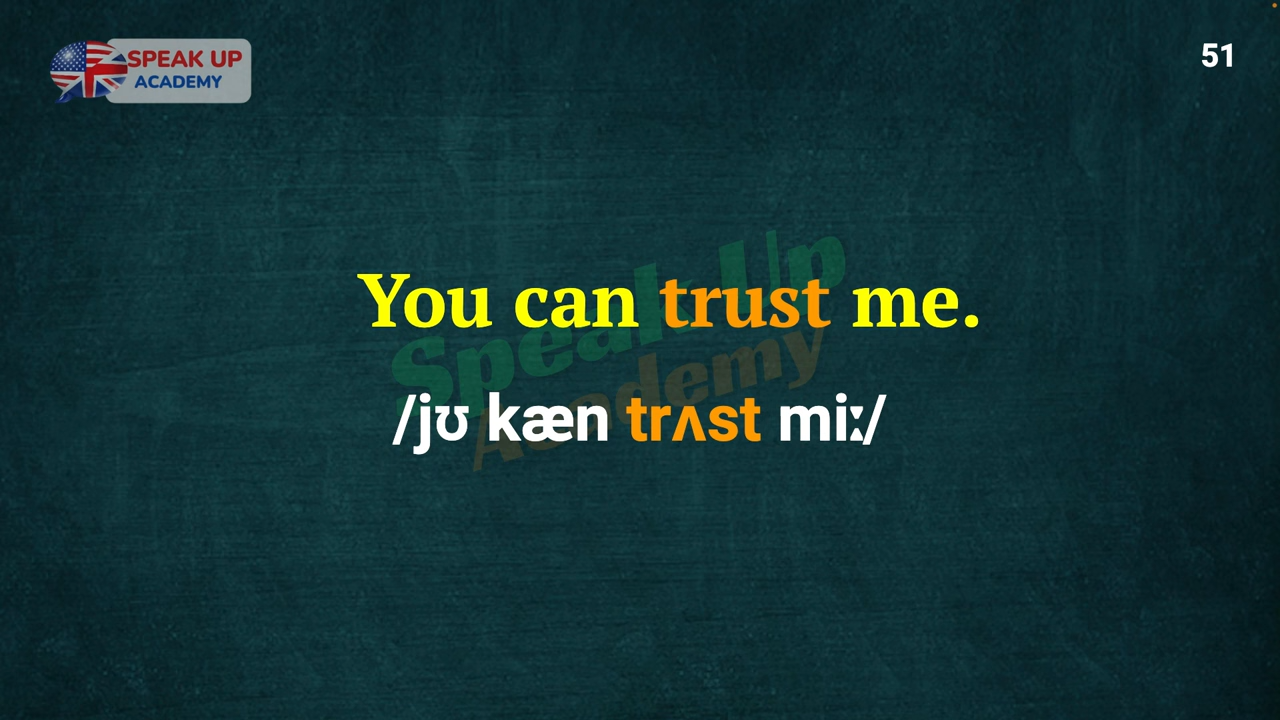 SPEAK UP
ACADEMY
51
You can trust me.
/jʊ kæn trʌst miː/
Speak Up
Academy